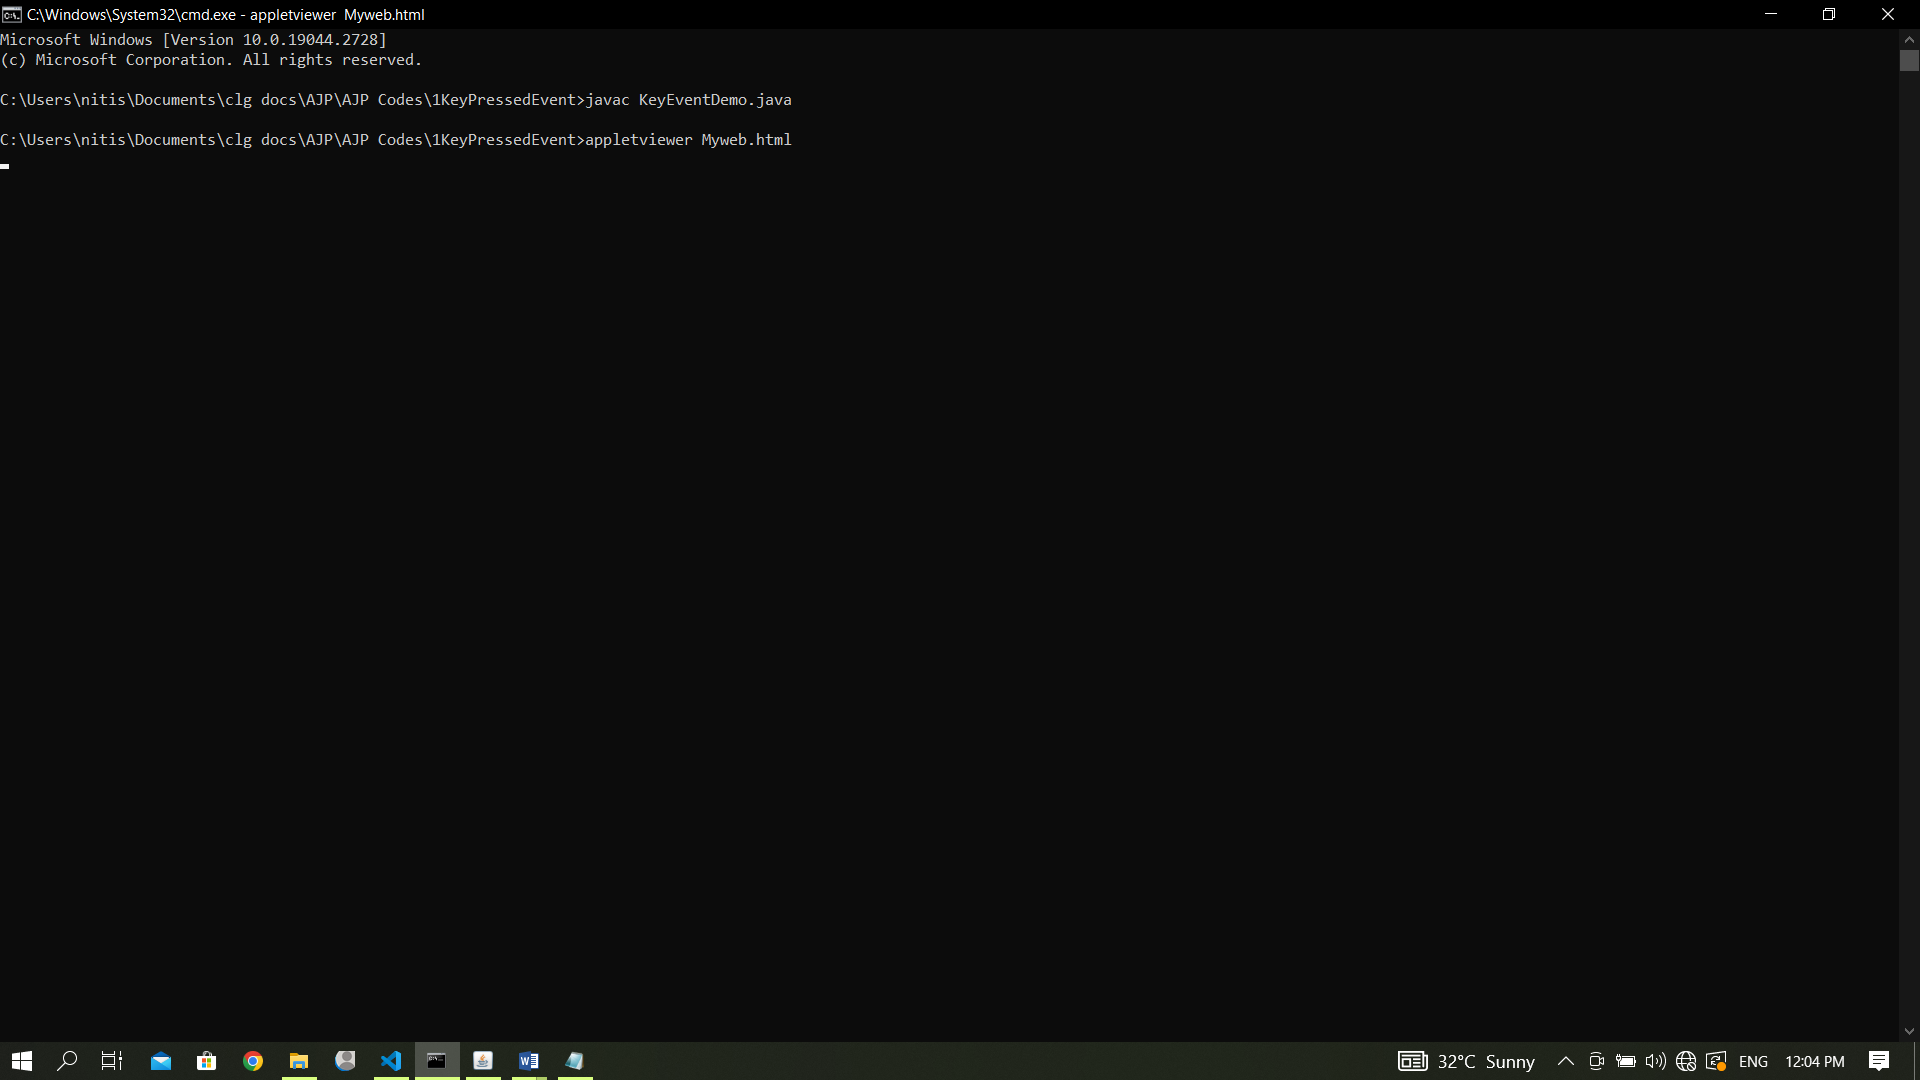 C:\Windows\System32\cmd.exe - appletviewer  Myweb.html
Microsoft Windows [Version 10.0.19044.2728]
(c) Microsoft Corporation. All rights reserved.
C:\Users\nitis\Documents\clg docs\AJP\AJP Codes\1KeyPressedEvent>javac KeyEventDemo.java
C:\Users\nitis\Documents\clg docs\AJP\AJP Codes\1KeyPressedEvent>appletviewer Myweb.html
32°C Sunny ENG 12:04 PM